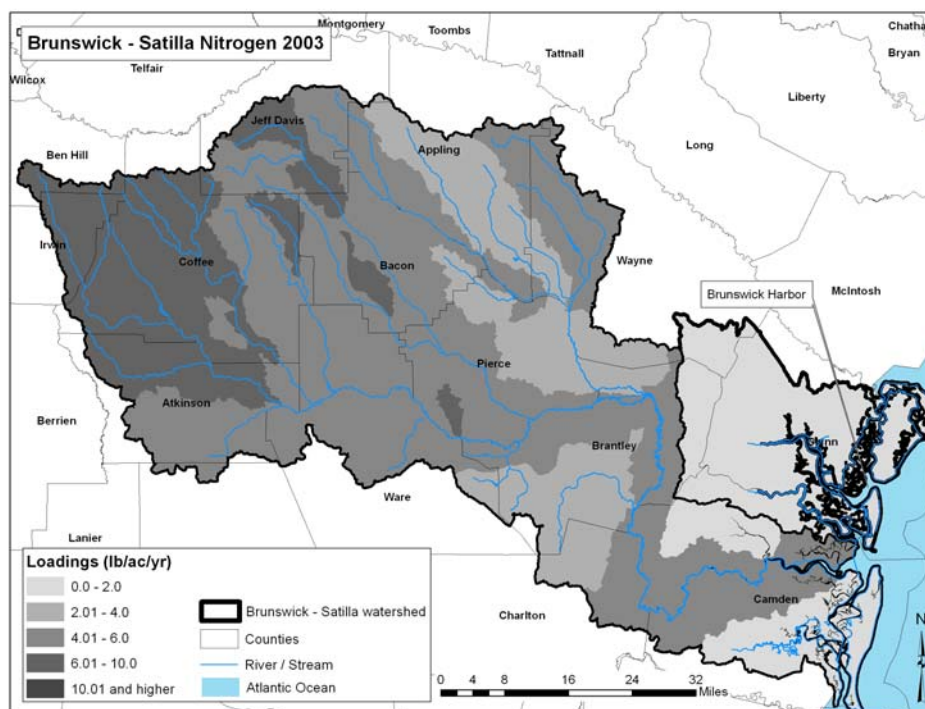 Brunswick - Satilla Nitrogen 2003
Montgomery
Toombs
Tattnall
Bryan
Telfair
Wilcox
Liberty
Jeff Davis
Appling
Long
Ben Hill
Irwin
Coffee
Bacon
Wayne
McIntosh
Brunswick Harbor
Pierce
Berrien
Atkinson
Glynn
Brantley
Ware
Lanier
Charlton
Camden
Loadings (lb/ac/yr)
0.0 - 2.0
2.01 - 4.0
4.01 - 6.0
6.01 - 10.0
10.01 and higher
Brunswick - Satilla watershed
Counties
River / Stream
Atlantic Ocean
N
0 4 8 16 24 32
Miles